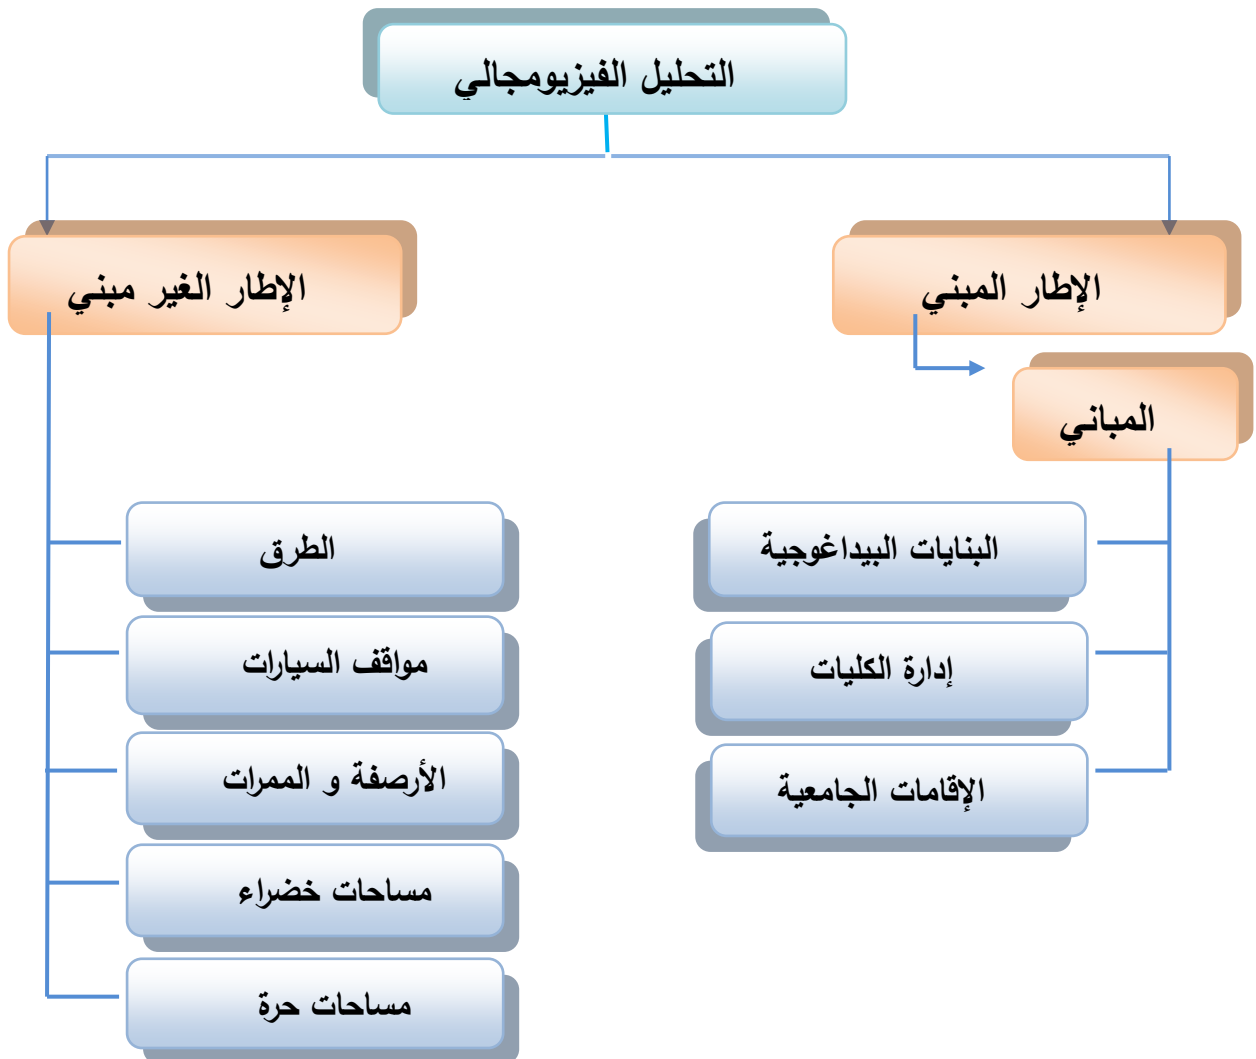 التحليل الفيزيومجالي
الإطار المبني
الإطار الغير مبني
المباني
البنايات البيداغوجية
إدارة الكليات
الإقامات الجامعية
الطرق
مواقف السيارات
الأرصفة و الممرات
مساحات خضراء
مساحات حرة